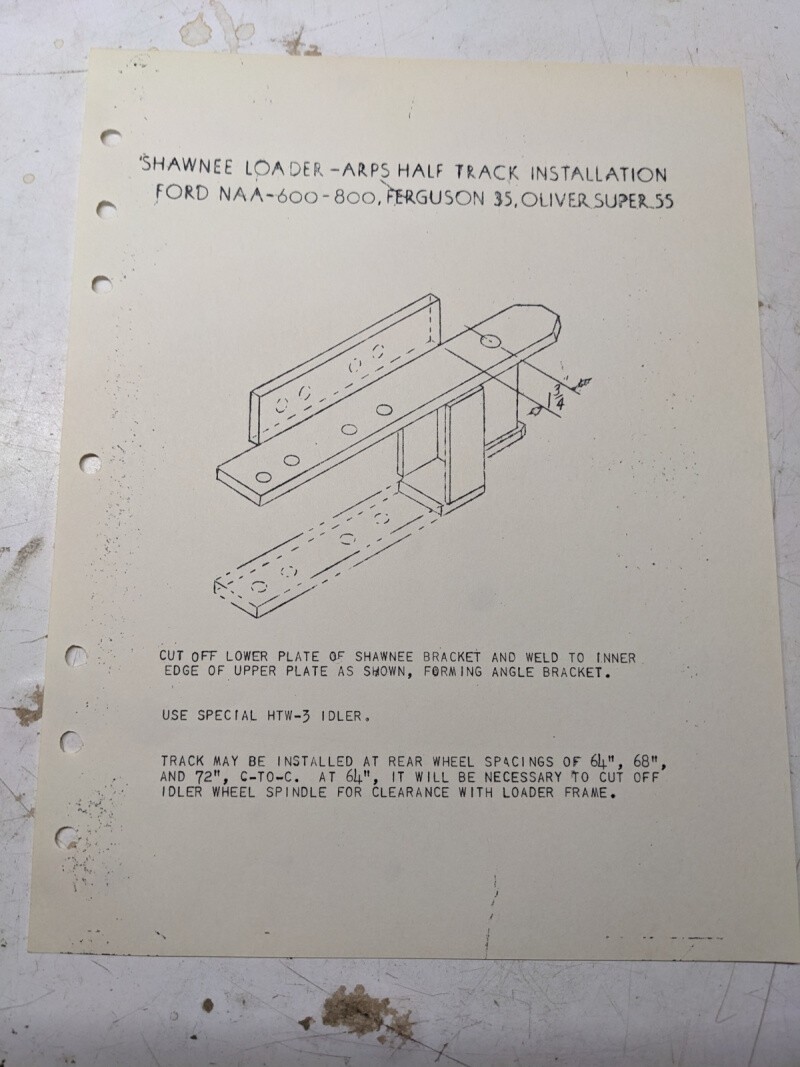 SHAWNEE LOADER-ARPS HALF TRACK INSTALLATION
FORD NAA-600-800, FERGUSON 35, OLIVER SUPER 55
1 3/4"
CUT OFF LOWER PLATE OF SHAWNEE BRACKET AND WELD TO INNER
EDGE OF UPPER PLATE AS SHOWN, FORMING ANGLE BRACKET.
USE SPECIAL HTW-3 IDLER.
TRACK MAY BE INSTALLED AT REAR WHEEL SPACINGS OF 64", 68",
AND 72", C-TO-C. AT 64", IT WILL BE NECESSARY TO CUT OFF
IDLER WHEEL SPINDLE FOR CLEARANCE WITH LOADER FRAME.